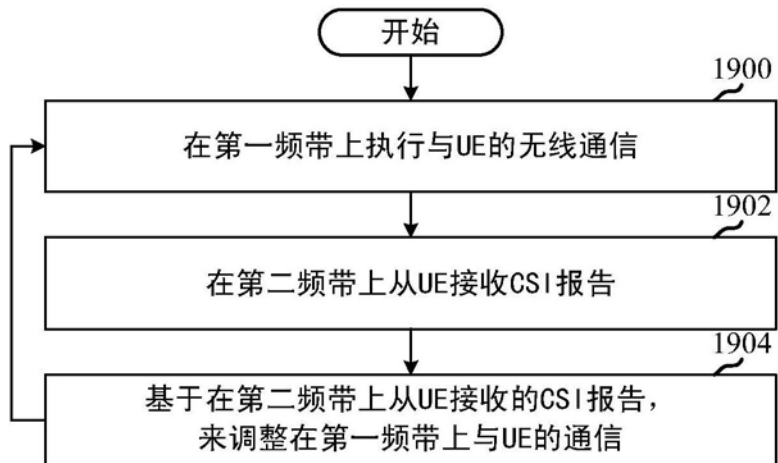 开始
1900
在第一频带上执行与UE的无线通信
1902
在第二频带上从UE接收CSI报告
1904
基于在第二频带上从UE接收的CSI报告，
来调整在第一频带上与UE的通信